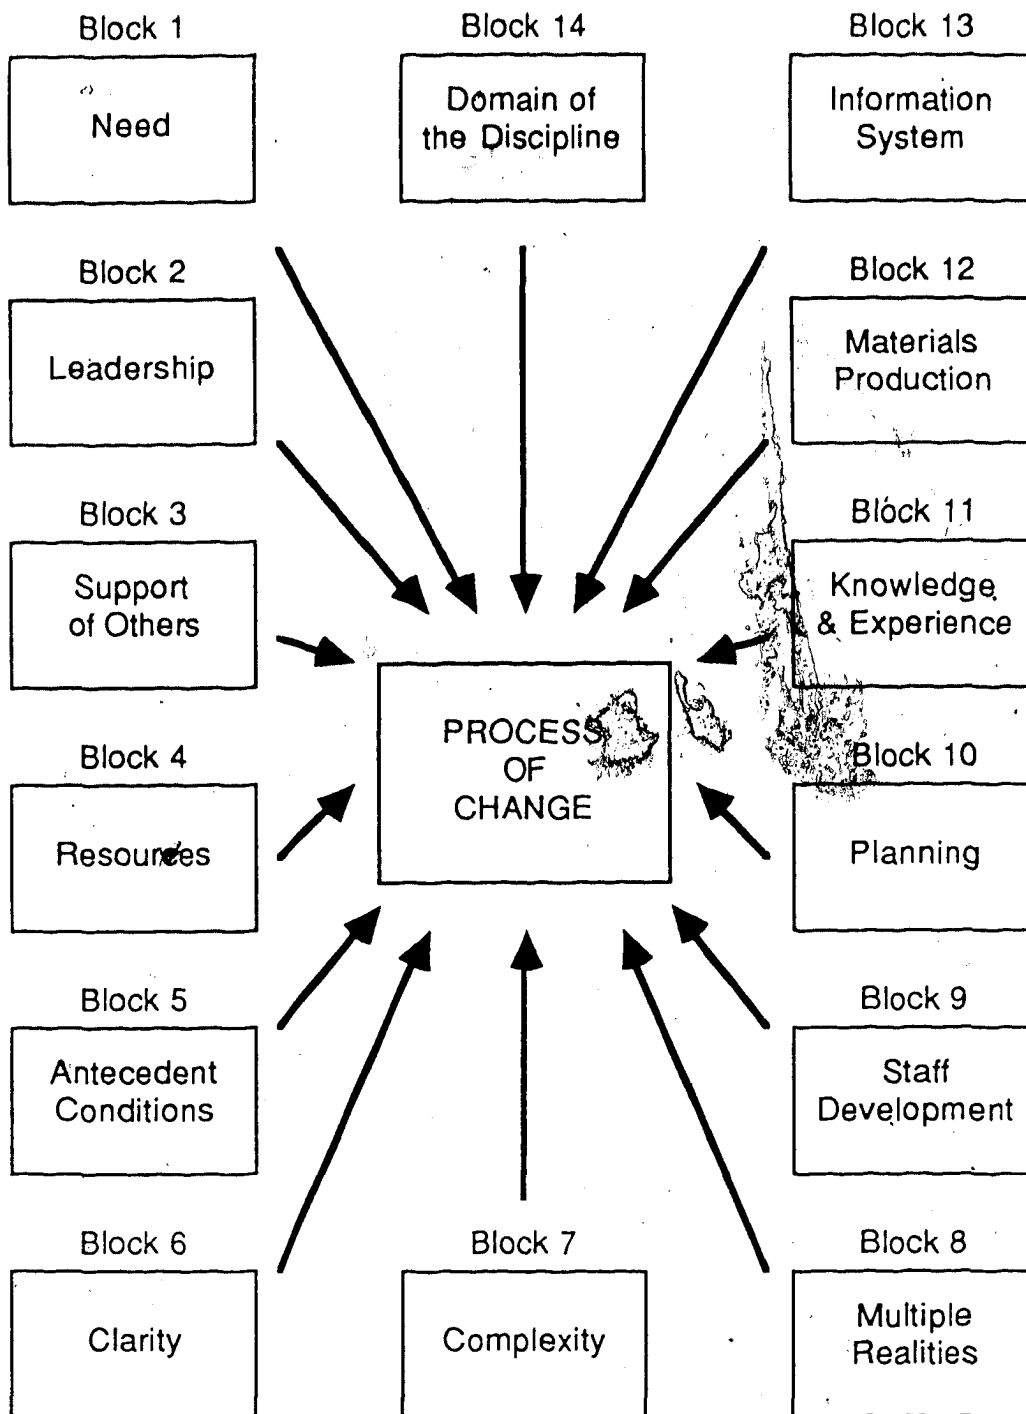 Block 1
Need
Block 14
Domain of
the Discipline
Block 13
Information
System
Block 2
Leadership
Block 12
Materials
Production
Block 3
Support
of Others
Block 11
Knowledge
& Experience
PROCESS
OF
CHANGE
Block 4
Resources
Block 10
Planning
Block 5
Antecedent
Conditions
Block 9
Staff
Development
Block 6
Clarity
Block 7
Complexity
Block 8
Multiple
Realities